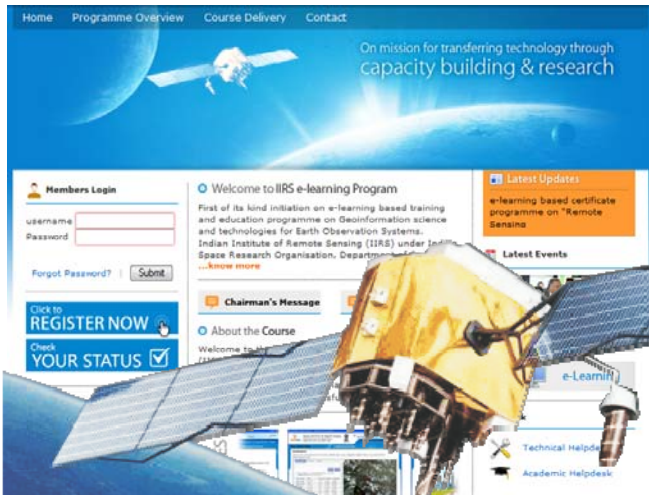 Home Programme Overview Course Delivery Contact
On mission for transferring technology through
capacity building & research
Members Login
username
Password
Forgot Password? | Submit
Click to
REGISTER NOW
Check
YOUR STATUS
Welcome to IIRS e-learning Program
First of its kind initiation on e-learning based training
and education programme on Geoinformation science
and technologies for Earth Observation Systems.
Indian Institute of Remote Sensing (IIRS) under
Space Research Organisation, Department
...know more
Chairman's Message
About the Course
Welcome to
Latest Updates
e-learning based certificate
programme on "Remote
Sensing
Latest Events
Technical
Academic Helpdesk